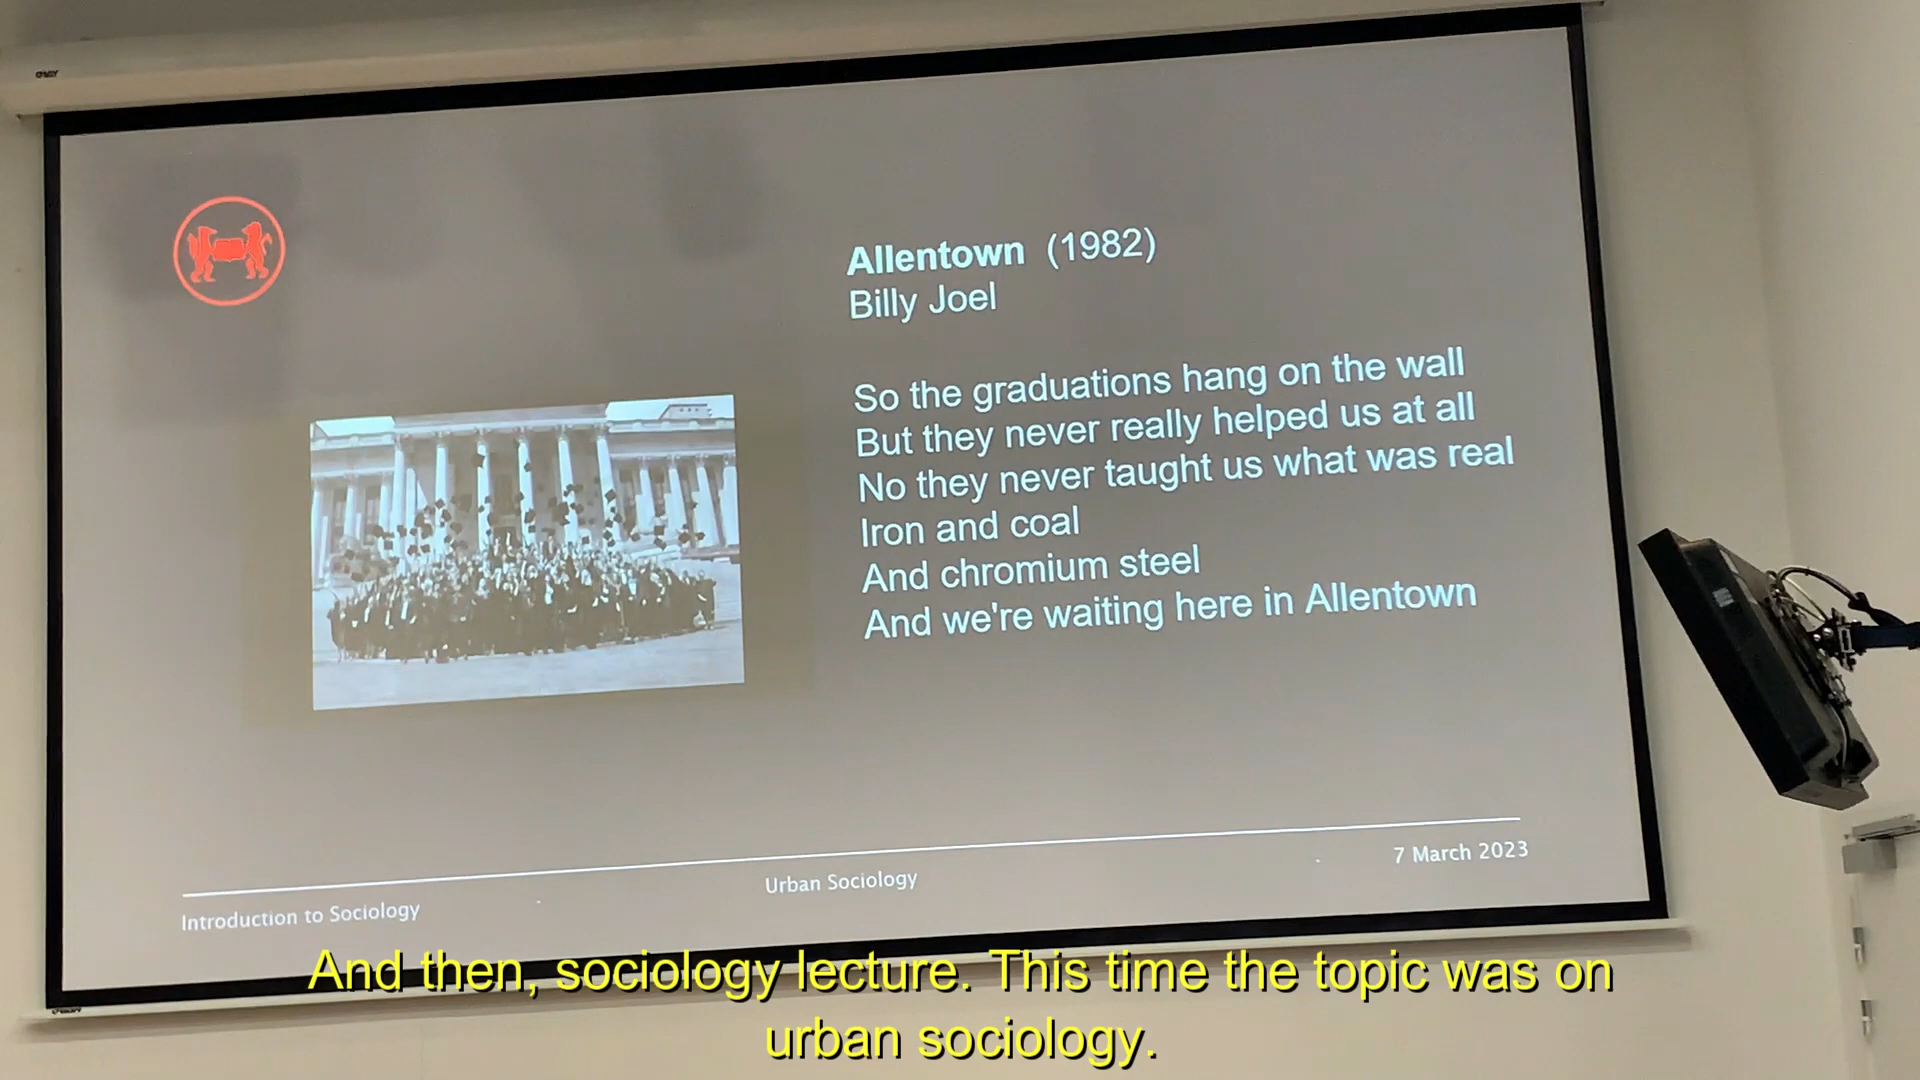 Allentown (1982)
Billy Joel
So the graduations hang on the wall
But they never really helped us at all
No they never taught us what was real
Iron and coal
And chromium steel
And we're waiting here in Allentown
7 March 2023
Urban Sociology
Introduction to Sociology
And then, sociology lecture. This time the topic was on
urban sociology.